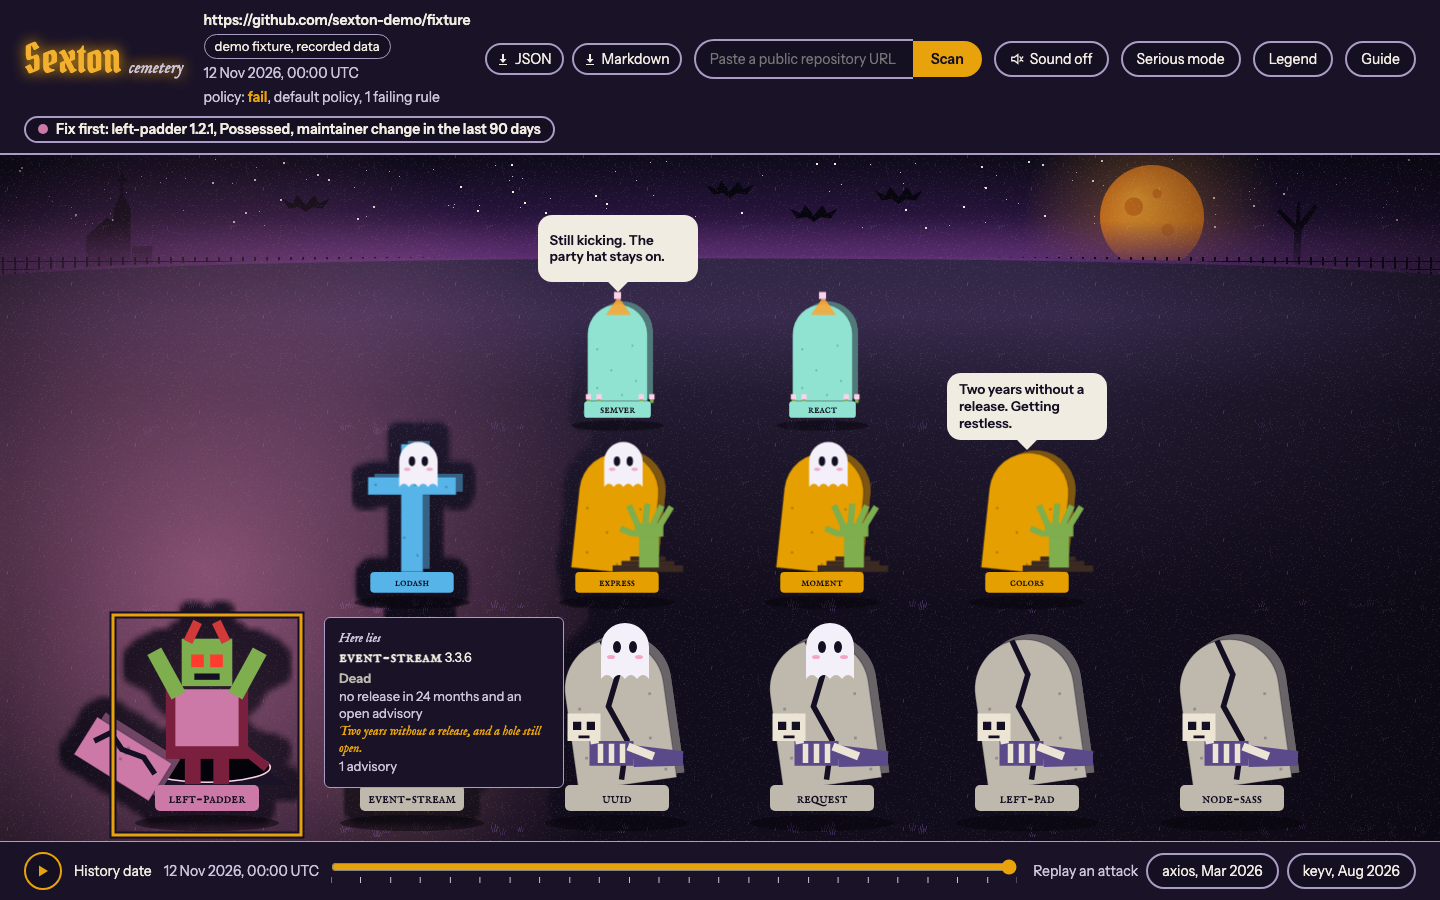 Sexton cemetery
https://github.com/sexton-demo/fixture
demo fixture, recorded data
12 Nov 2026, 00:00 UTC
policy: fail, default policy, 1 failing rule
JSON
Markdown
Paste a public repository URL
Scan
Sound off
Serious mode
Legend
Guide
Fix first: left-padder 1.2.1, Possessed, maintainer change in the last 90 days
Still kicking. The
party hat stays on.
SEMVER
REACT
Two years without a
release. Getting
restless.
LODASH
EXPRESS
MOMENT
COLORS
Here lies
EVENT-STREAM 3.3.6
Dead
no release in 24 months and an
open advisory
Two years without a release, and a hole still
open.
1 advisory
LEFT-PADDER
EVENT-STREAM
UUID
REQUEST
LEFT-PAD
NODE-SASS
History date
12 Nov 2026, 00:00 UTC
Replay an attack
axios, Mar 2026
keyv, Aug 2026